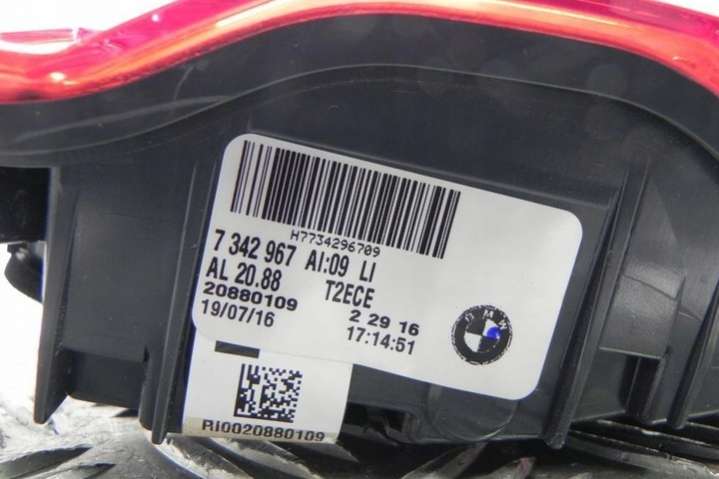 H7734296709
7 342 967 AI:09 LI
AL 20.88 T2ECE
20880109 2 29 16
19/07/16 17:14:51
BMW
Ri0020880109